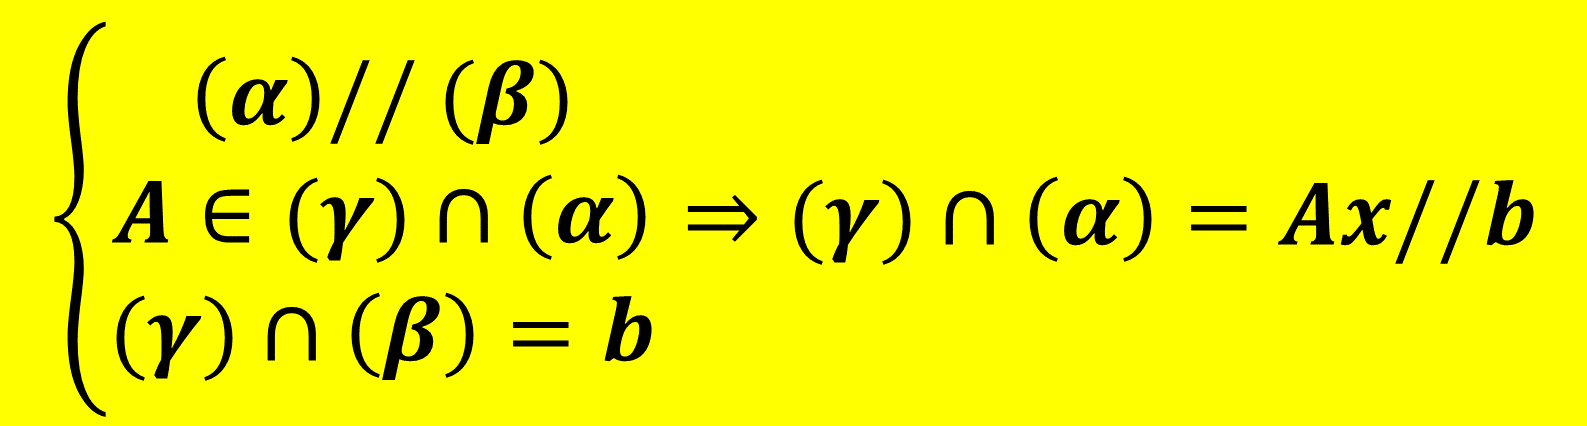 (α)// (β)
A ∈ (γ) ∩ (α) ⇒ (γ) ∩ (α) = Ax//b
(γ) ∩ (β) = b